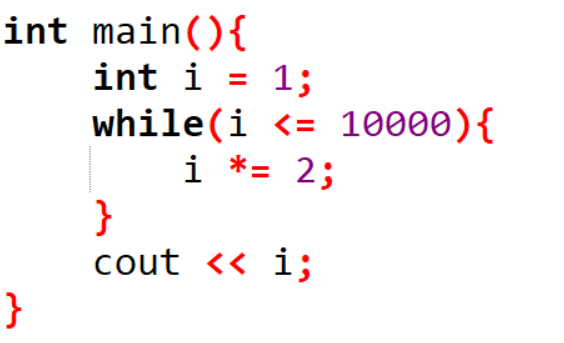 int main(){
    int i = 1;
    while(i <= 10000){
        i *= 2;
    }
    cout << i;
}